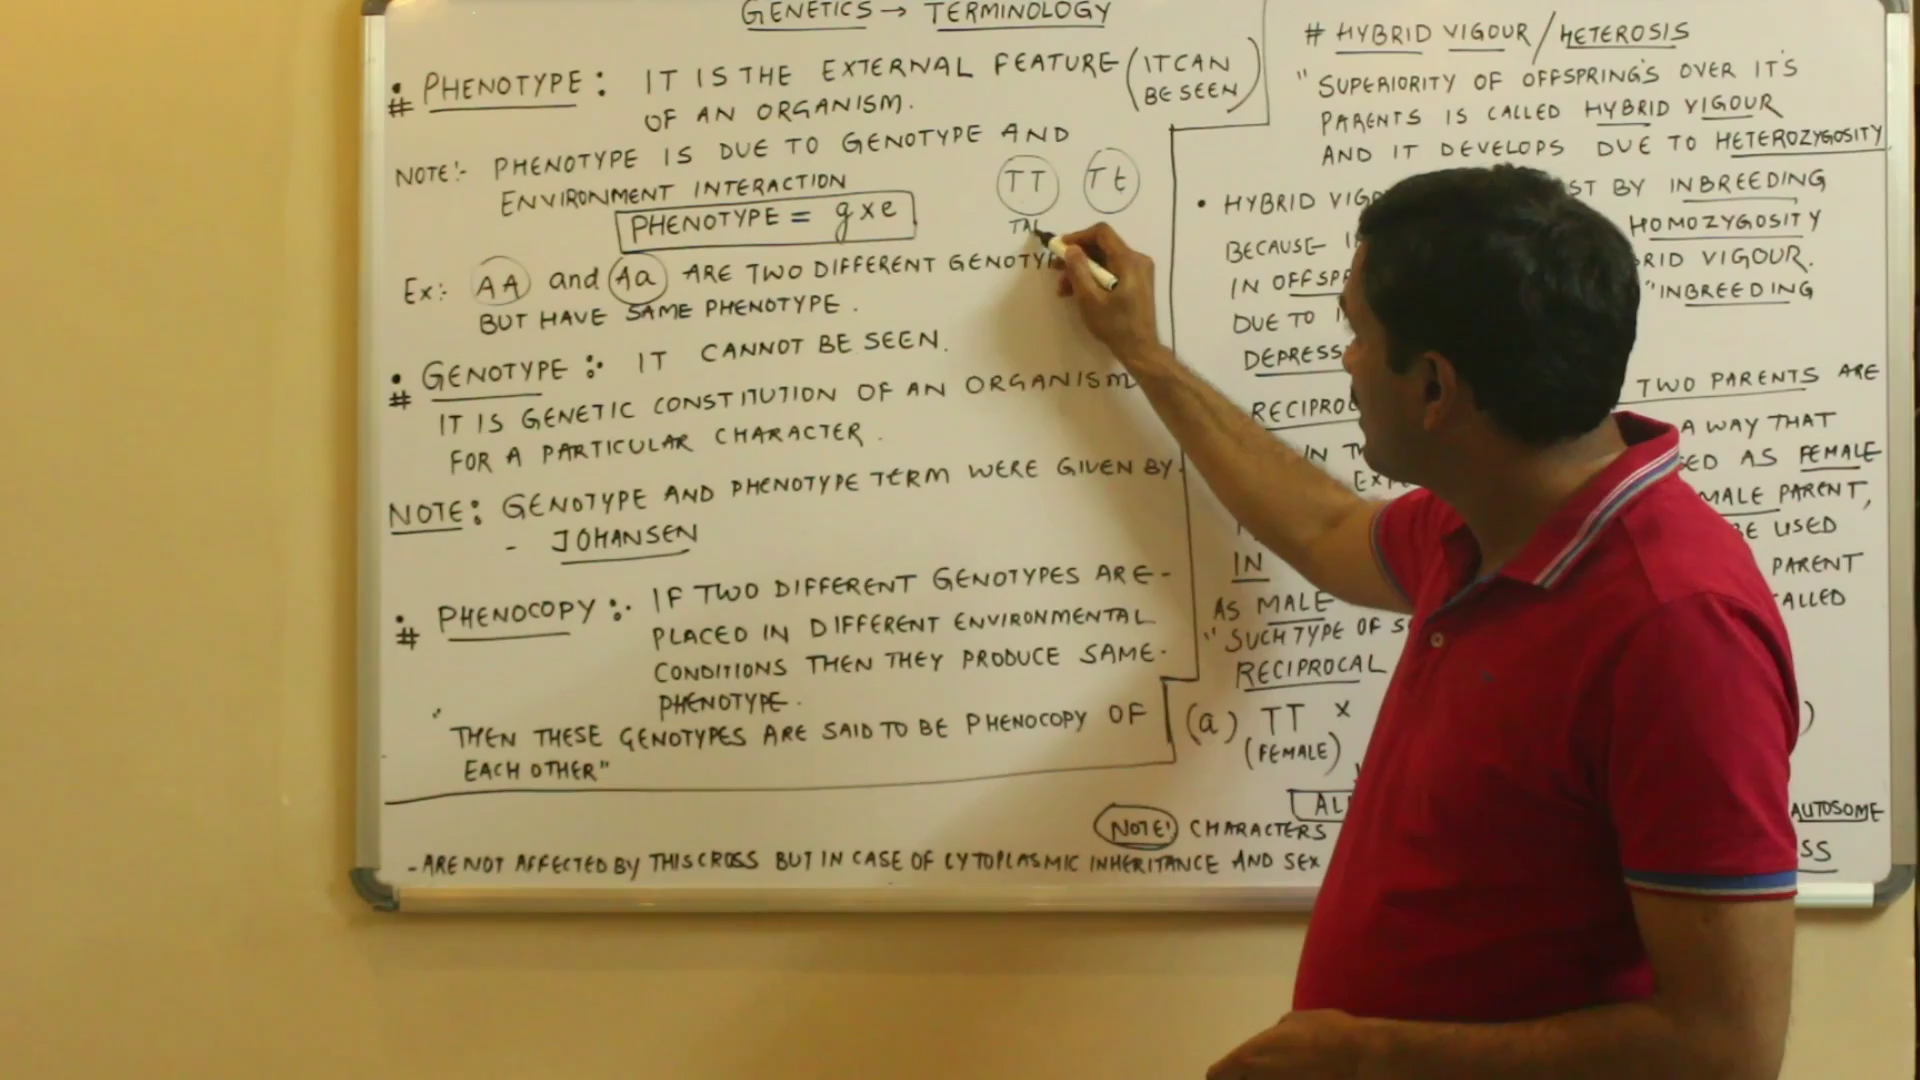 GENETICS → TERMINOLOGY
# PHENOTYPE: IT IS THE EXTERNAL FEATURE (IT CAN BE SEEN)
OF AN ORGANISM.
NOTE:- PHENOTYPE IS DUE TO GENOTYPE AND
ENVIRONMENT INTERACTION
PHENOTYPE = g x e
TT Tt
TAL
Ex:- AA and Aa ARE TWO DIFFERENT GENOTYP
BUT HAVE SAME PHENOTYPE.
# GENOTYPE:- IT CANNOT BE SEEN.
IT IS GENETIC CONSTITUTION OF AN ORGANISM
FOR A PARTICULAR CHARACTER.
NOTE: GENOTYPE AND PHENOTYPE TERM WERE GIVEN BY
- JOHANSEN
# PHENOCOPY:- IF TWO DIFFERENT GENOTYPES ARE-
PLACED IN DIFFERENT ENVIRONMENTAL
CONDITIONS THEN THEY PRODUCE SAME-
PHENOTYPE.
"THEN THESE GENOTYPES ARE SAID TO BE PHENOCOPY OF
EACH OTHER"
# HYBRID VIGOUR / HETEROSIS
"SUPERIORITY OF OFFSPRING'S OVER IT'S
PARENTS IS CALLED HYBRID VIGOUR
AND IT DEVELOPS DUE TO HETEROZYGOSITY
• HYBRID VIG ST BY INBREEDING
BECAUSE HOMOZYGOSITY
IN OFFSP RID VIGOUR.
DUE TO "INBREEDING
DEPRESS
RECIPROC TWO PARENTS ARE
IN A WAY THAT
ED AS FEMALE
MALE PARENT,
BE USED
IN PARENT
AS MALE CALLED
"SUCH TYPE OF
RECIPROCAL
(a) TT x )
(FEMALE)
AL
NOTE: CHARACTERS AUTOSOME
- ARE NOT AFFECTED BY THIS CROSS BUT IN CASE OF CYTOPLASMIC INHERITANCE AND SEX SS